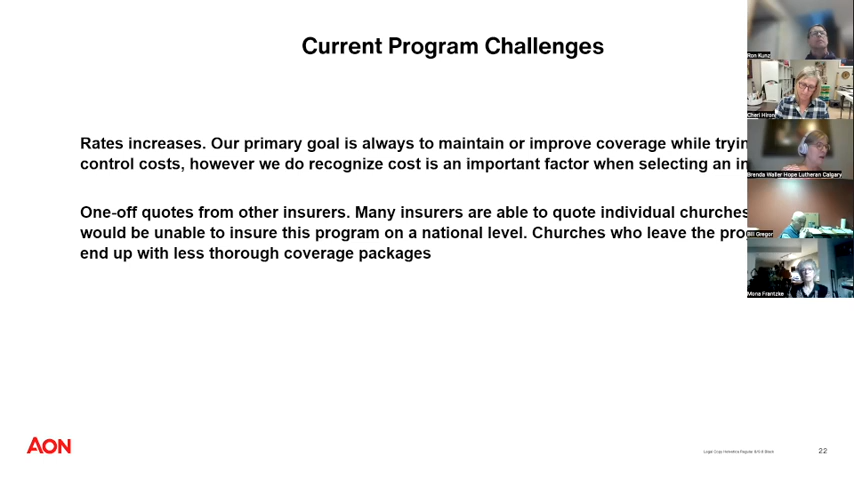 Current Program Challenges
Rates increases. Our primary goal is always to maintain or improve coverage while tryin
control costs, however we do recognize cost is an important factor when selecting an in
One-off quotes from other insurers. Many insurers are able to quote individual churches
would be unable to insure this program on a national level. Churches who leave the pro
end up with less thorough coverage packages
Ron Kunz
Cheri Hiron
Brenda Waller Hope Lutheran Calgary
Bill Gregor
Mona Frantzke
AON
22